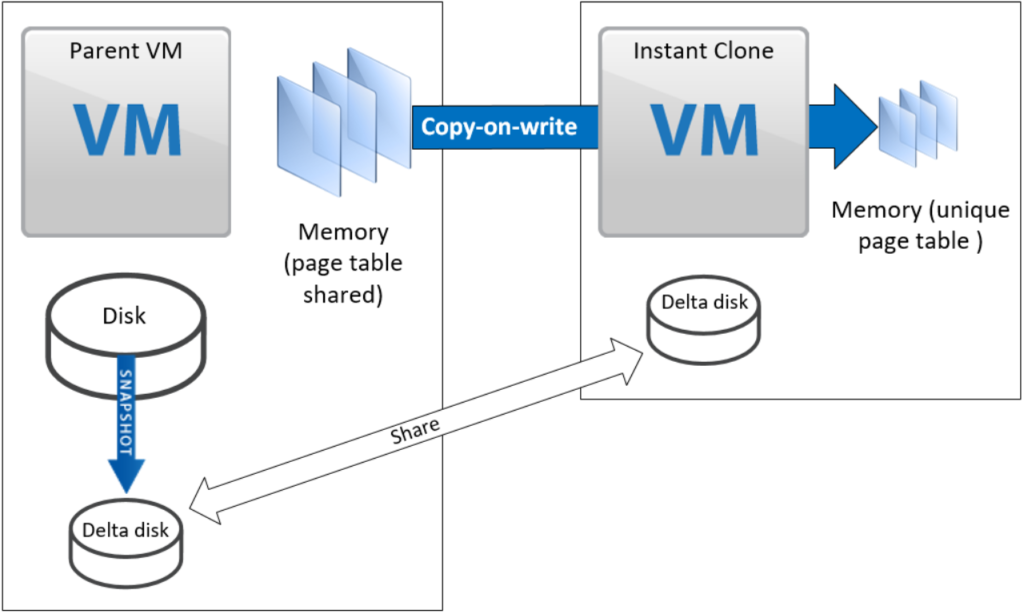 Parent VM
VM
Memory
(page table
shared)
Disk
SNAPSHOT
Delta disk
Copy-on-write
Share
Instant Clone
VM
Memory (unique
page table )
Delta disk